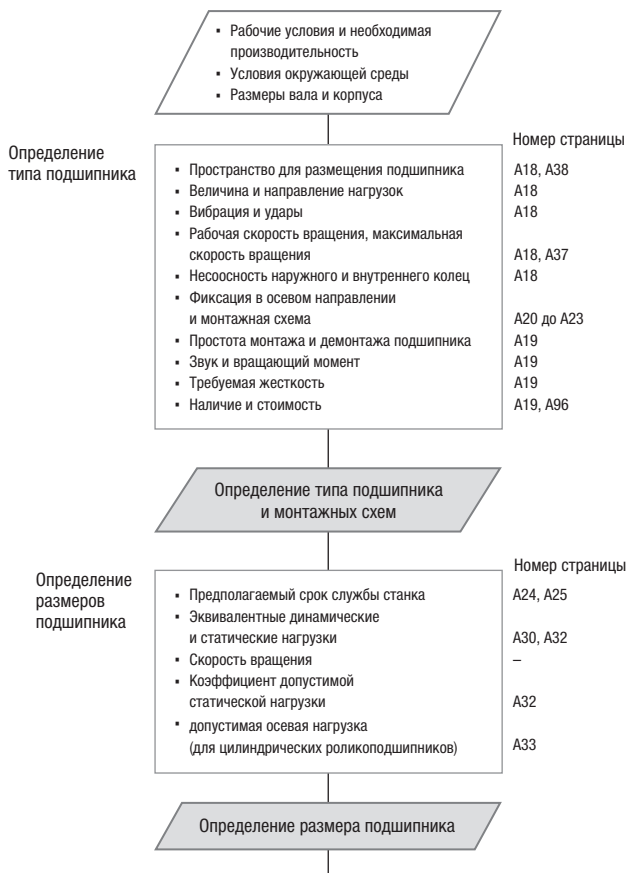 ▪ Рабочие условия и необходимая
производительность
▪ Условия окружающей среды
▪ Размеры вала и корпуса
Определение
типа подшипника
Номер страницы
▪ Пространство для размещения подшипника A18, A38
▪ Величина и направление нагрузок A18
▪ Вибрация и удары A18
▪ Рабочая скорость вращения, максимальная
скорость вращения A18, A37
▪ Несоосность наружного и внутреннего колец A18
▪ Фиксация в осевом направлении
и монтажная схема A20 до A23
▪ Простота монтажа и демонтажа подшипника A19
▪ Звук и вращающий момент A19
▪ Требуемая жесткость A19
▪ Наличие и стоимость A19, A96
Определение типа подшипника
и монтажных схем
Определение
размеров
подшипника
Номер страницы
▪ Предполагаемый срок службы станка A24, A25
▪ Эквивалентные динамические
и статические нагрузки A30, A32
▪ Скорость вращения –
▪ Коэффициент допустимой
статической нагрузки A32
▪ допустимая осевая нагрузка
(для цилиндрических роликоподшипников) A33
Определение размера подшипника